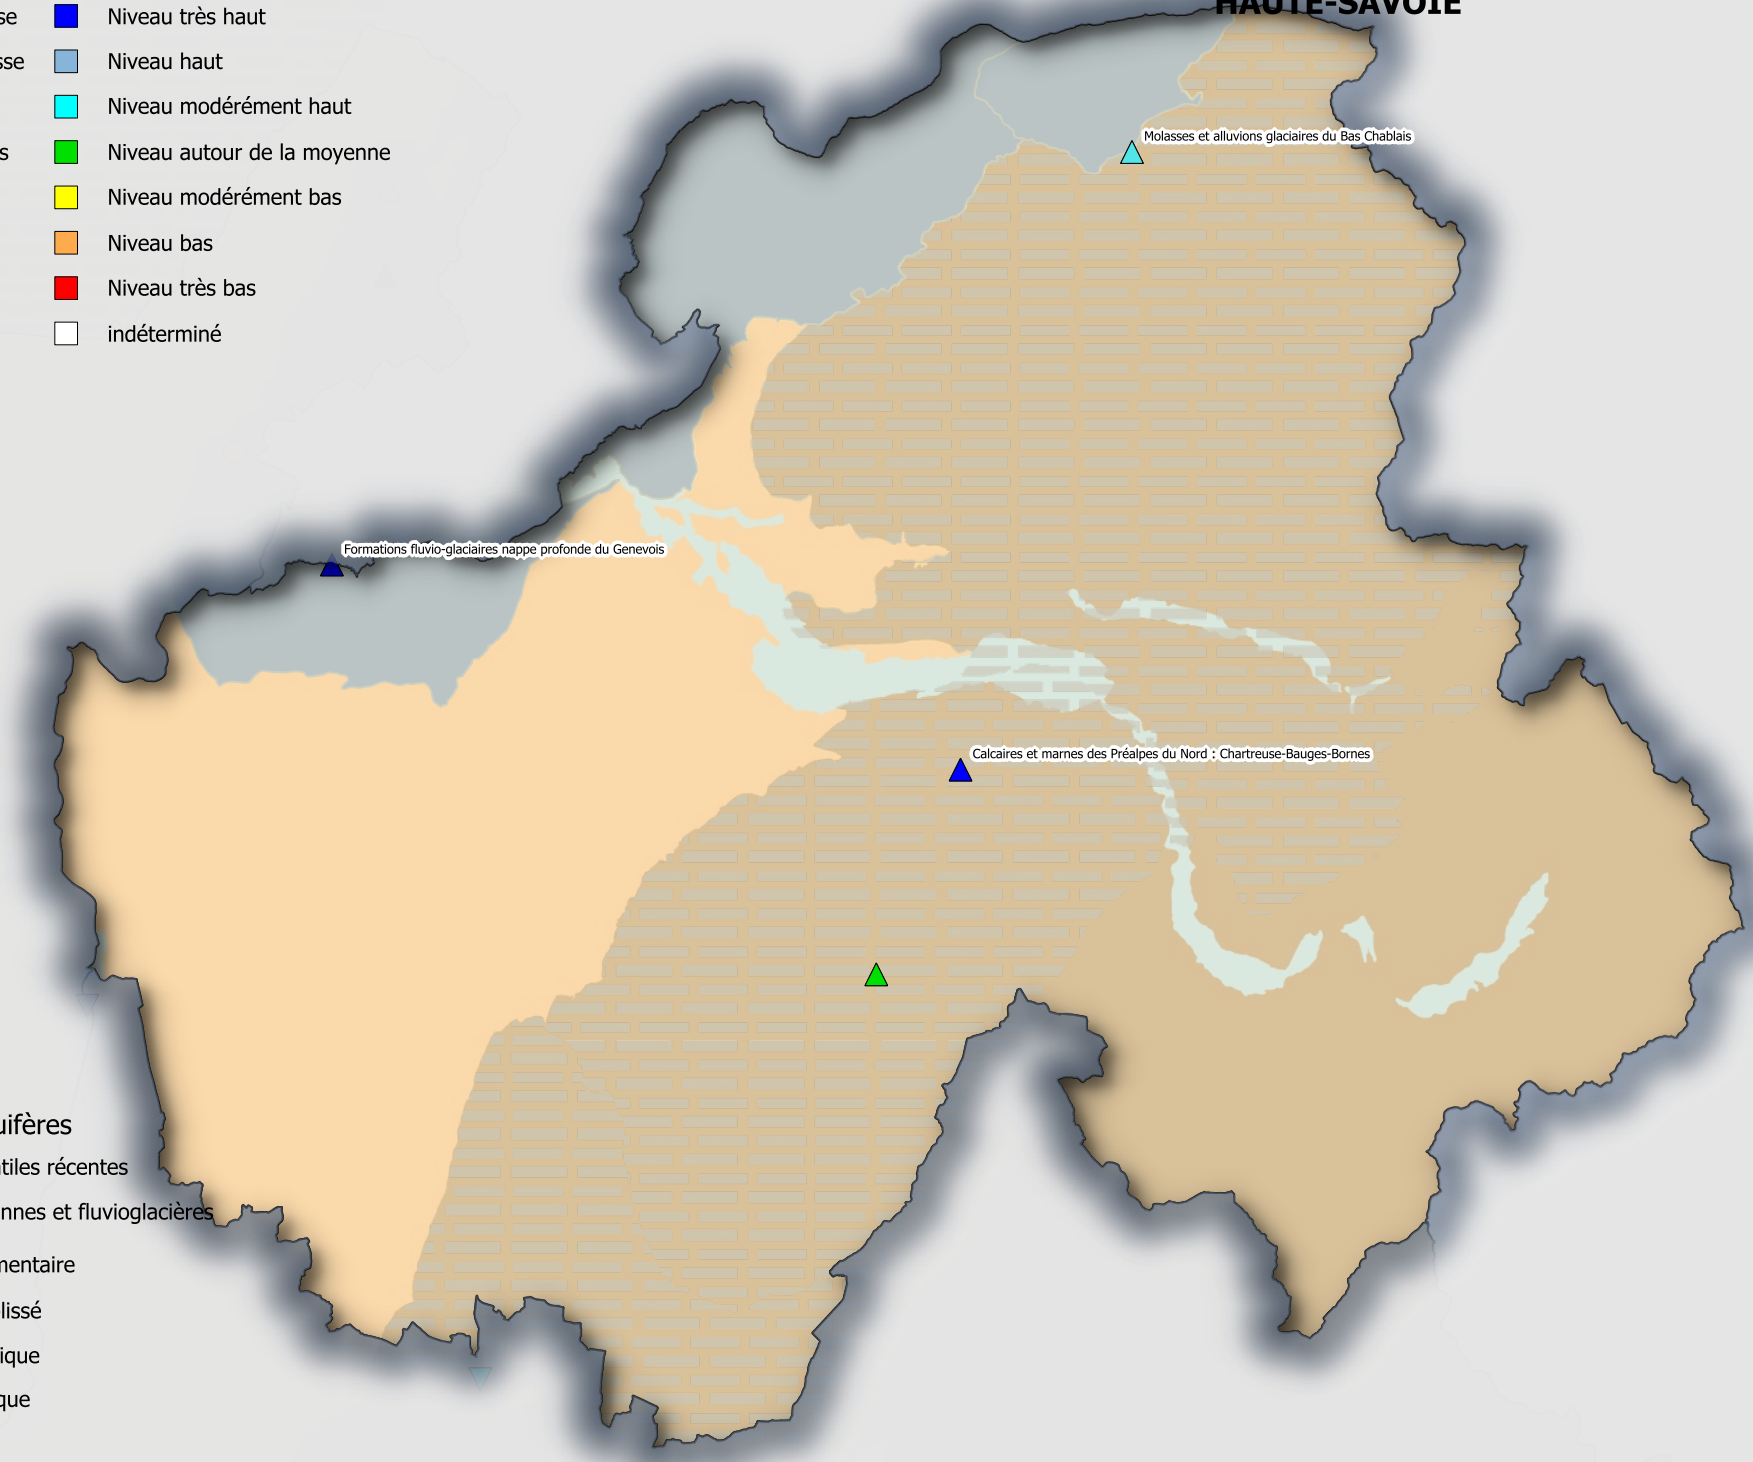 HAUTE-SAVOIE
se
Niveau très haut
sse
Niveau haut
Niveau modérément haut
s
Niveau autour de la moyenne
Niveau modérément bas
Niveau bas
Niveau très bas
indéterminé
Molasses et alluvions glaciaires du Bas Chablais
Formations fluvio-glaciaires nappe profonde du Genevois
Calcaires et marnes des Préalpes du Nord : Chartreuse-Bauges-Bornes
uifères
tiles récentes
nnes et fluvioglacières
mentaire
lissé
ique
que